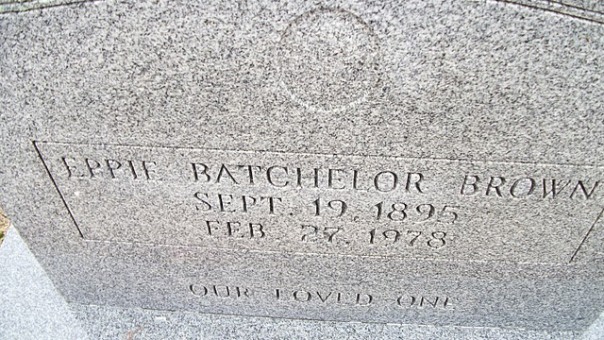 EPPIE BATCHELOR BROWN
SEPT. 19, 1895
FEB. 27, 1978
OUR LOVED ONE